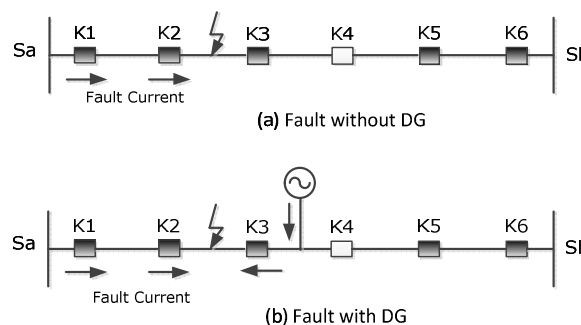 K1 K2 K3 K4 K5 K6
Sa Sl
Fault Current
(a) Fault without DG
K1 K2 K3 K4 K5 K6
Sa Sl
Fault Current
(b) Fault with DG